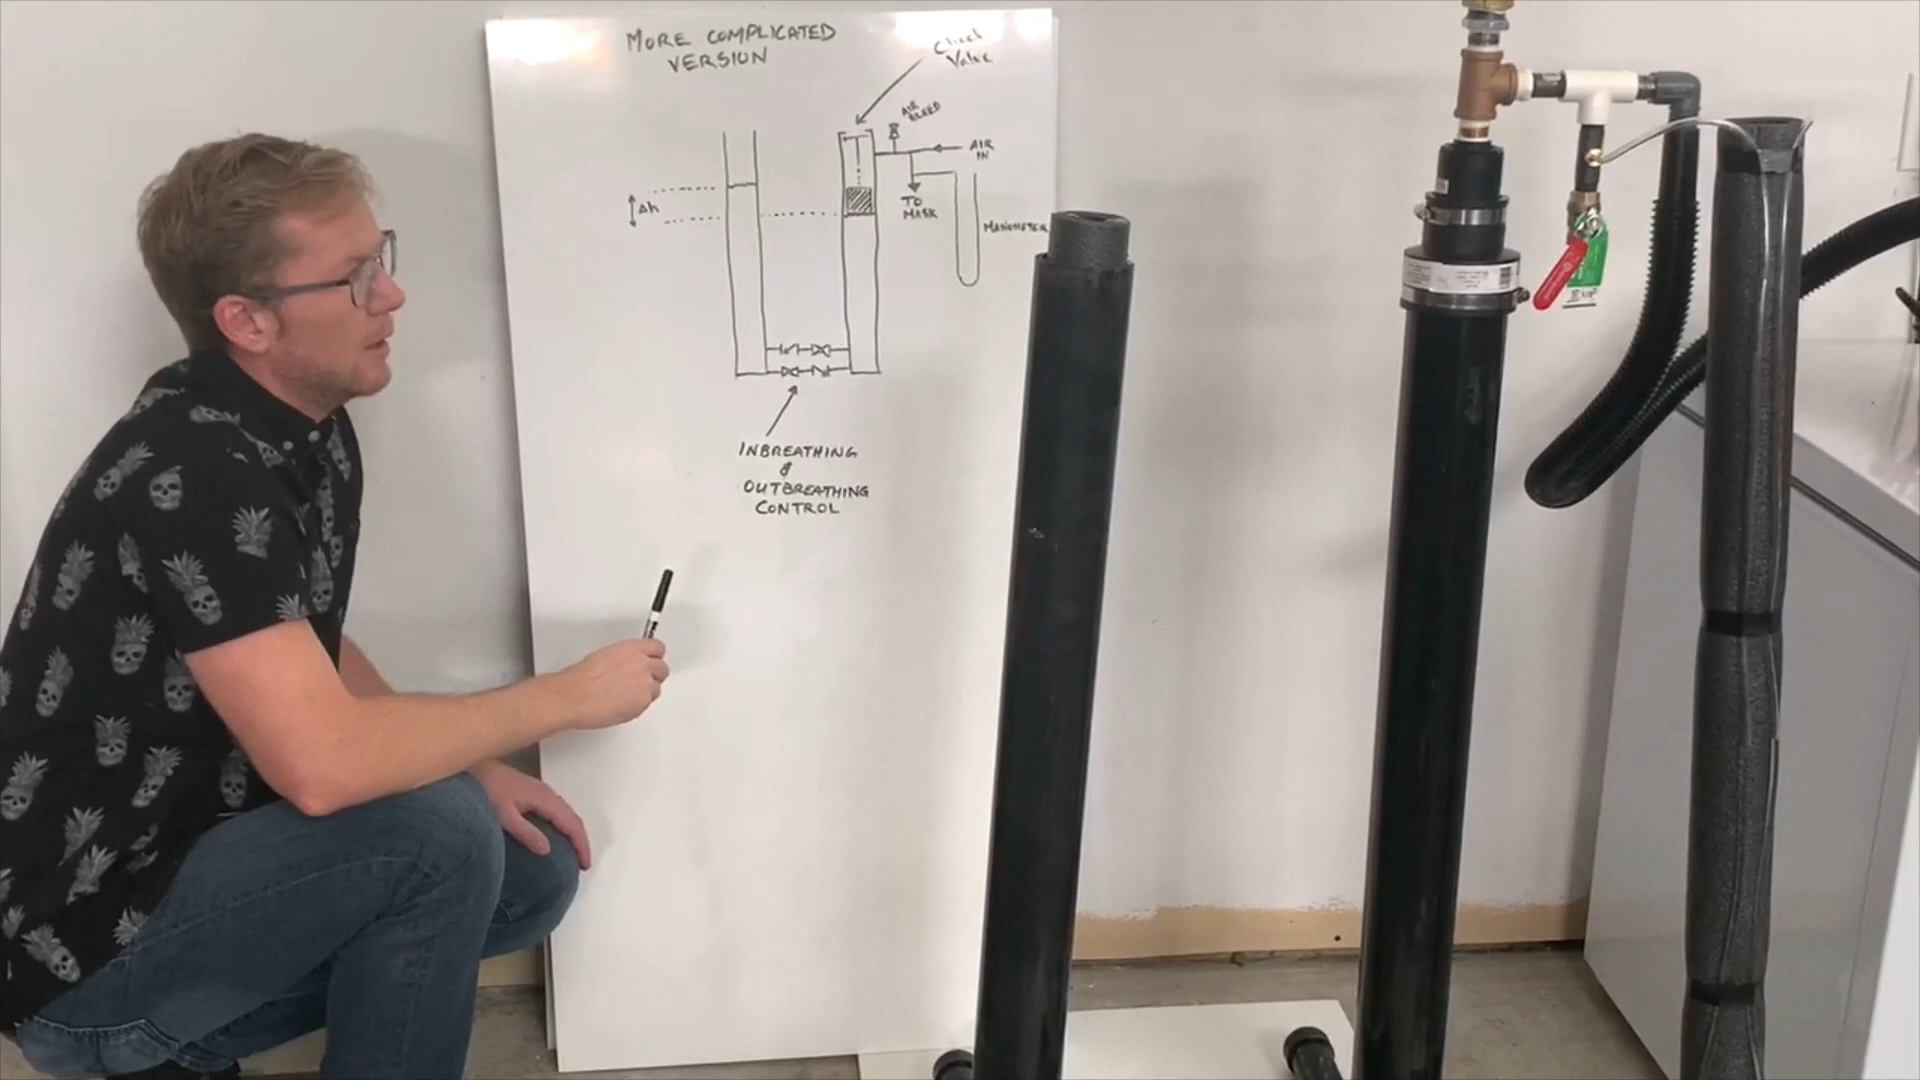 MORE COMPLICATED
VERSION
Check
Valve
AIR
BLEED
AIR
IN
Δh
TO
MASK
MANOMETER
INBREATHING
&
OUTBREATHING
CONTROL